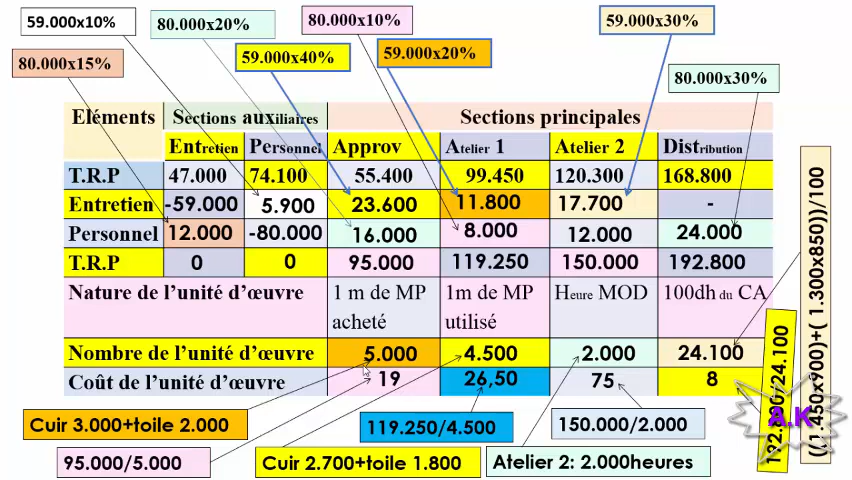 59.000x10%
80.000x20%
80.000x10%
59.000x30%
80.000x15%
59.000x40%
59.000x20%
80.000x30%
Eléments Sections auxiliaires Sections principales
Entretien Personnel Approv Atelier 1 Atelier 2 Distribution
T.R.P 47.000 74.100 55.400 99.450 120.300 168.800
Entretien -59.000 5.900 23.600 11.800 17.700 -
Personnel 12.000 -80.000 16.000 8.000 12.000 24.000
T.R.P 0 0 95.000 119.250 150.000 192.800
Nature de l'unité d'œuvre 1 m de MP acheté 1m de MP utilisé Heure MOD 100dh du CA
Nombre de l'unité d'œuvre 5.000 4.500 2.000 24.100
Coût de l'unité d'œuvre 19 26,50 75 8
Cuir 3.000+toile 2.000
119.250/4.500
150.000/2.000
95.000/5.000
Cuir 2.700+toile 1.800
Atelier 2: 2.000heures
192.800/24.100
((1.450x900)+( 1.300x850))/100
A.K